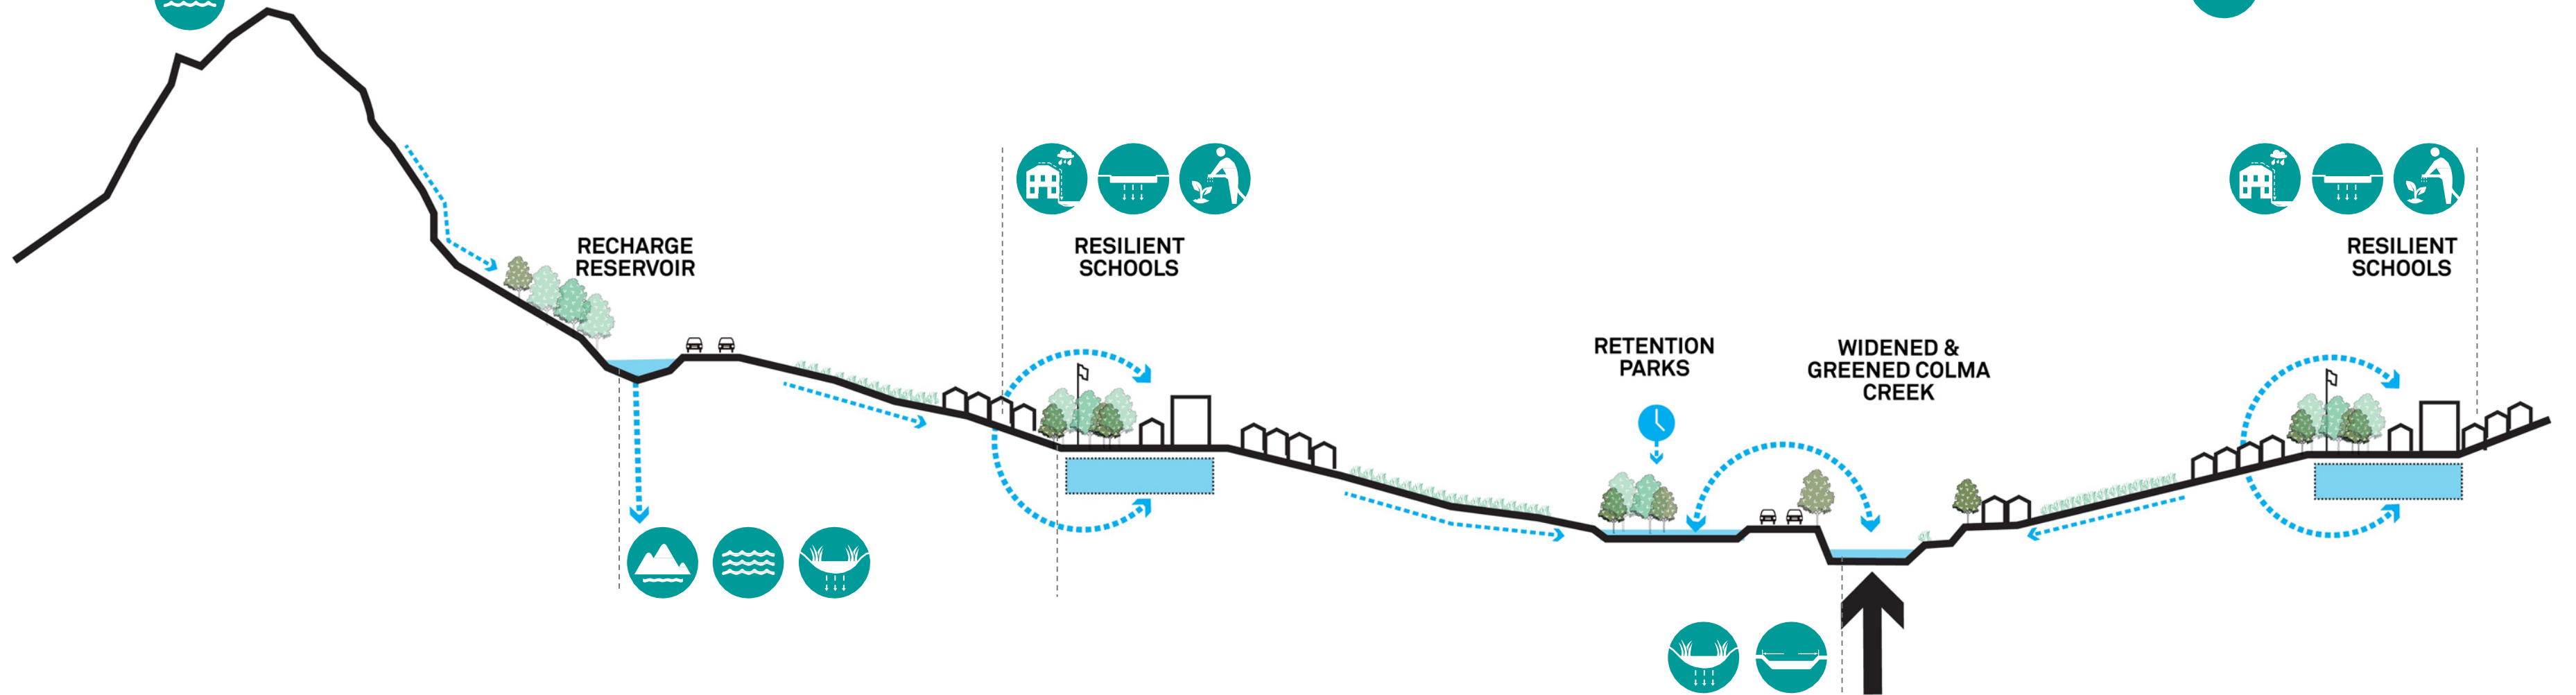 RECHARGE
RESERVOIR
RESILIENT
SCHOOLS
RETENTION
PARKS
WIDENED &
GREENED COLMA
CREEK
RESILIENT
SCHOOLS